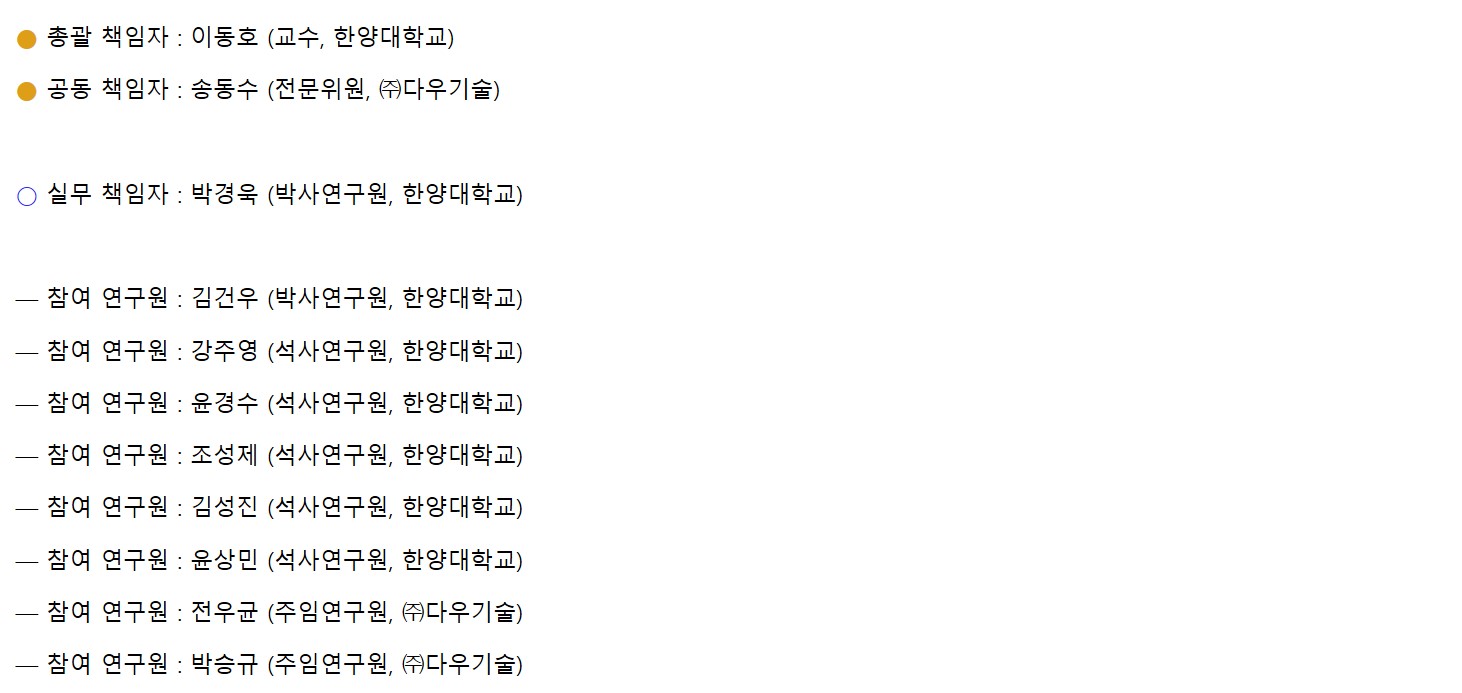 ● 총괄 책임자 : 이동호 (교수, 한양대학교)
● 공동 책임자 : 송동수 (전문위원, ㈜다우기술)
○ 실무 책임자 : 박경욱 (박사연구원, 한양대학교)
― 참여 연구원 : 김건우 (박사연구원, 한양대학교)
― 참여 연구원 : 강주영 (석사연구원, 한양대학교)
― 참여 연구원 : 윤경수 (석사연구원, 한양대학교)
― 참여 연구원 : 조성제 (석사연구원, 한양대학교)
― 참여 연구원 : 김성진 (석사연구원, 한양대학교)
― 참여 연구원 : 윤상민 (석사연구원, 한양대학교)
― 참여 연구원 : 전우균 (주임연구원, ㈜다우기술)
― 참여 연구원 : 박승규 (주임연구원, ㈜다우기술)